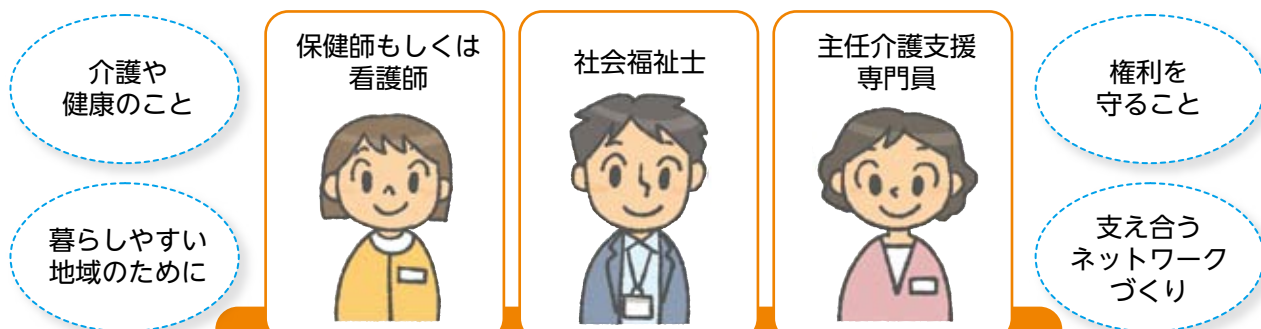 介護や
健康のこと
暮らしやすい
地域のために
保健師もしくは
看護師
社会福祉士
主任介護支援
専門員
権利を
守ること
支え合う
ネットワーク
づくり